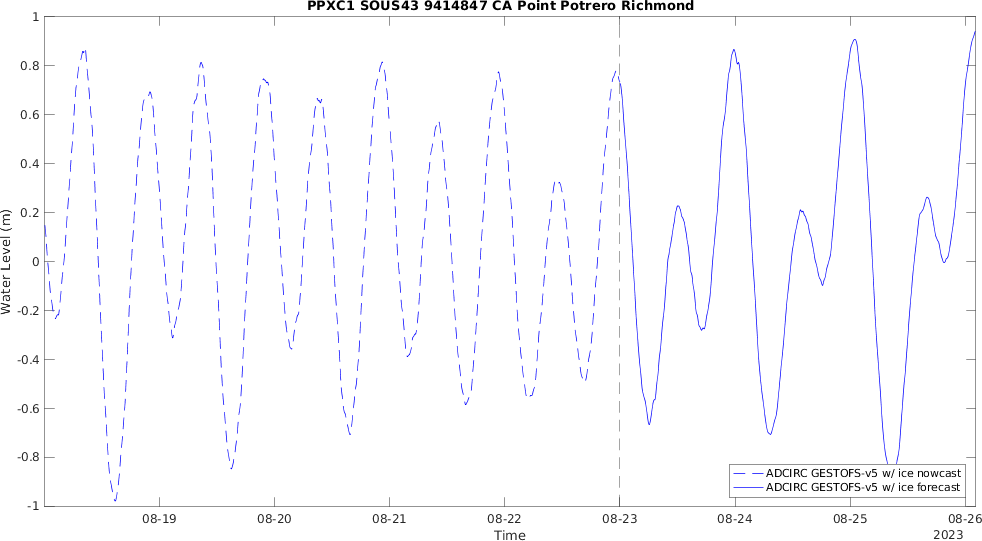 PPXC1 SOUS43 9414847 CA Point Potrero Richmond
Water Level (m)
1
0.8
0.6
0.4
0.2
0
-0.2
-0.4
-0.6
-0.8
-1
ADCIRC GESTOFS-v5 w/ ice nowcast
ADCIRC GESTOFS-v5 w/ ice forecast
08-19 08-20 08-21 08-22 08-23 08-24 08-25 08-26
2023
Time